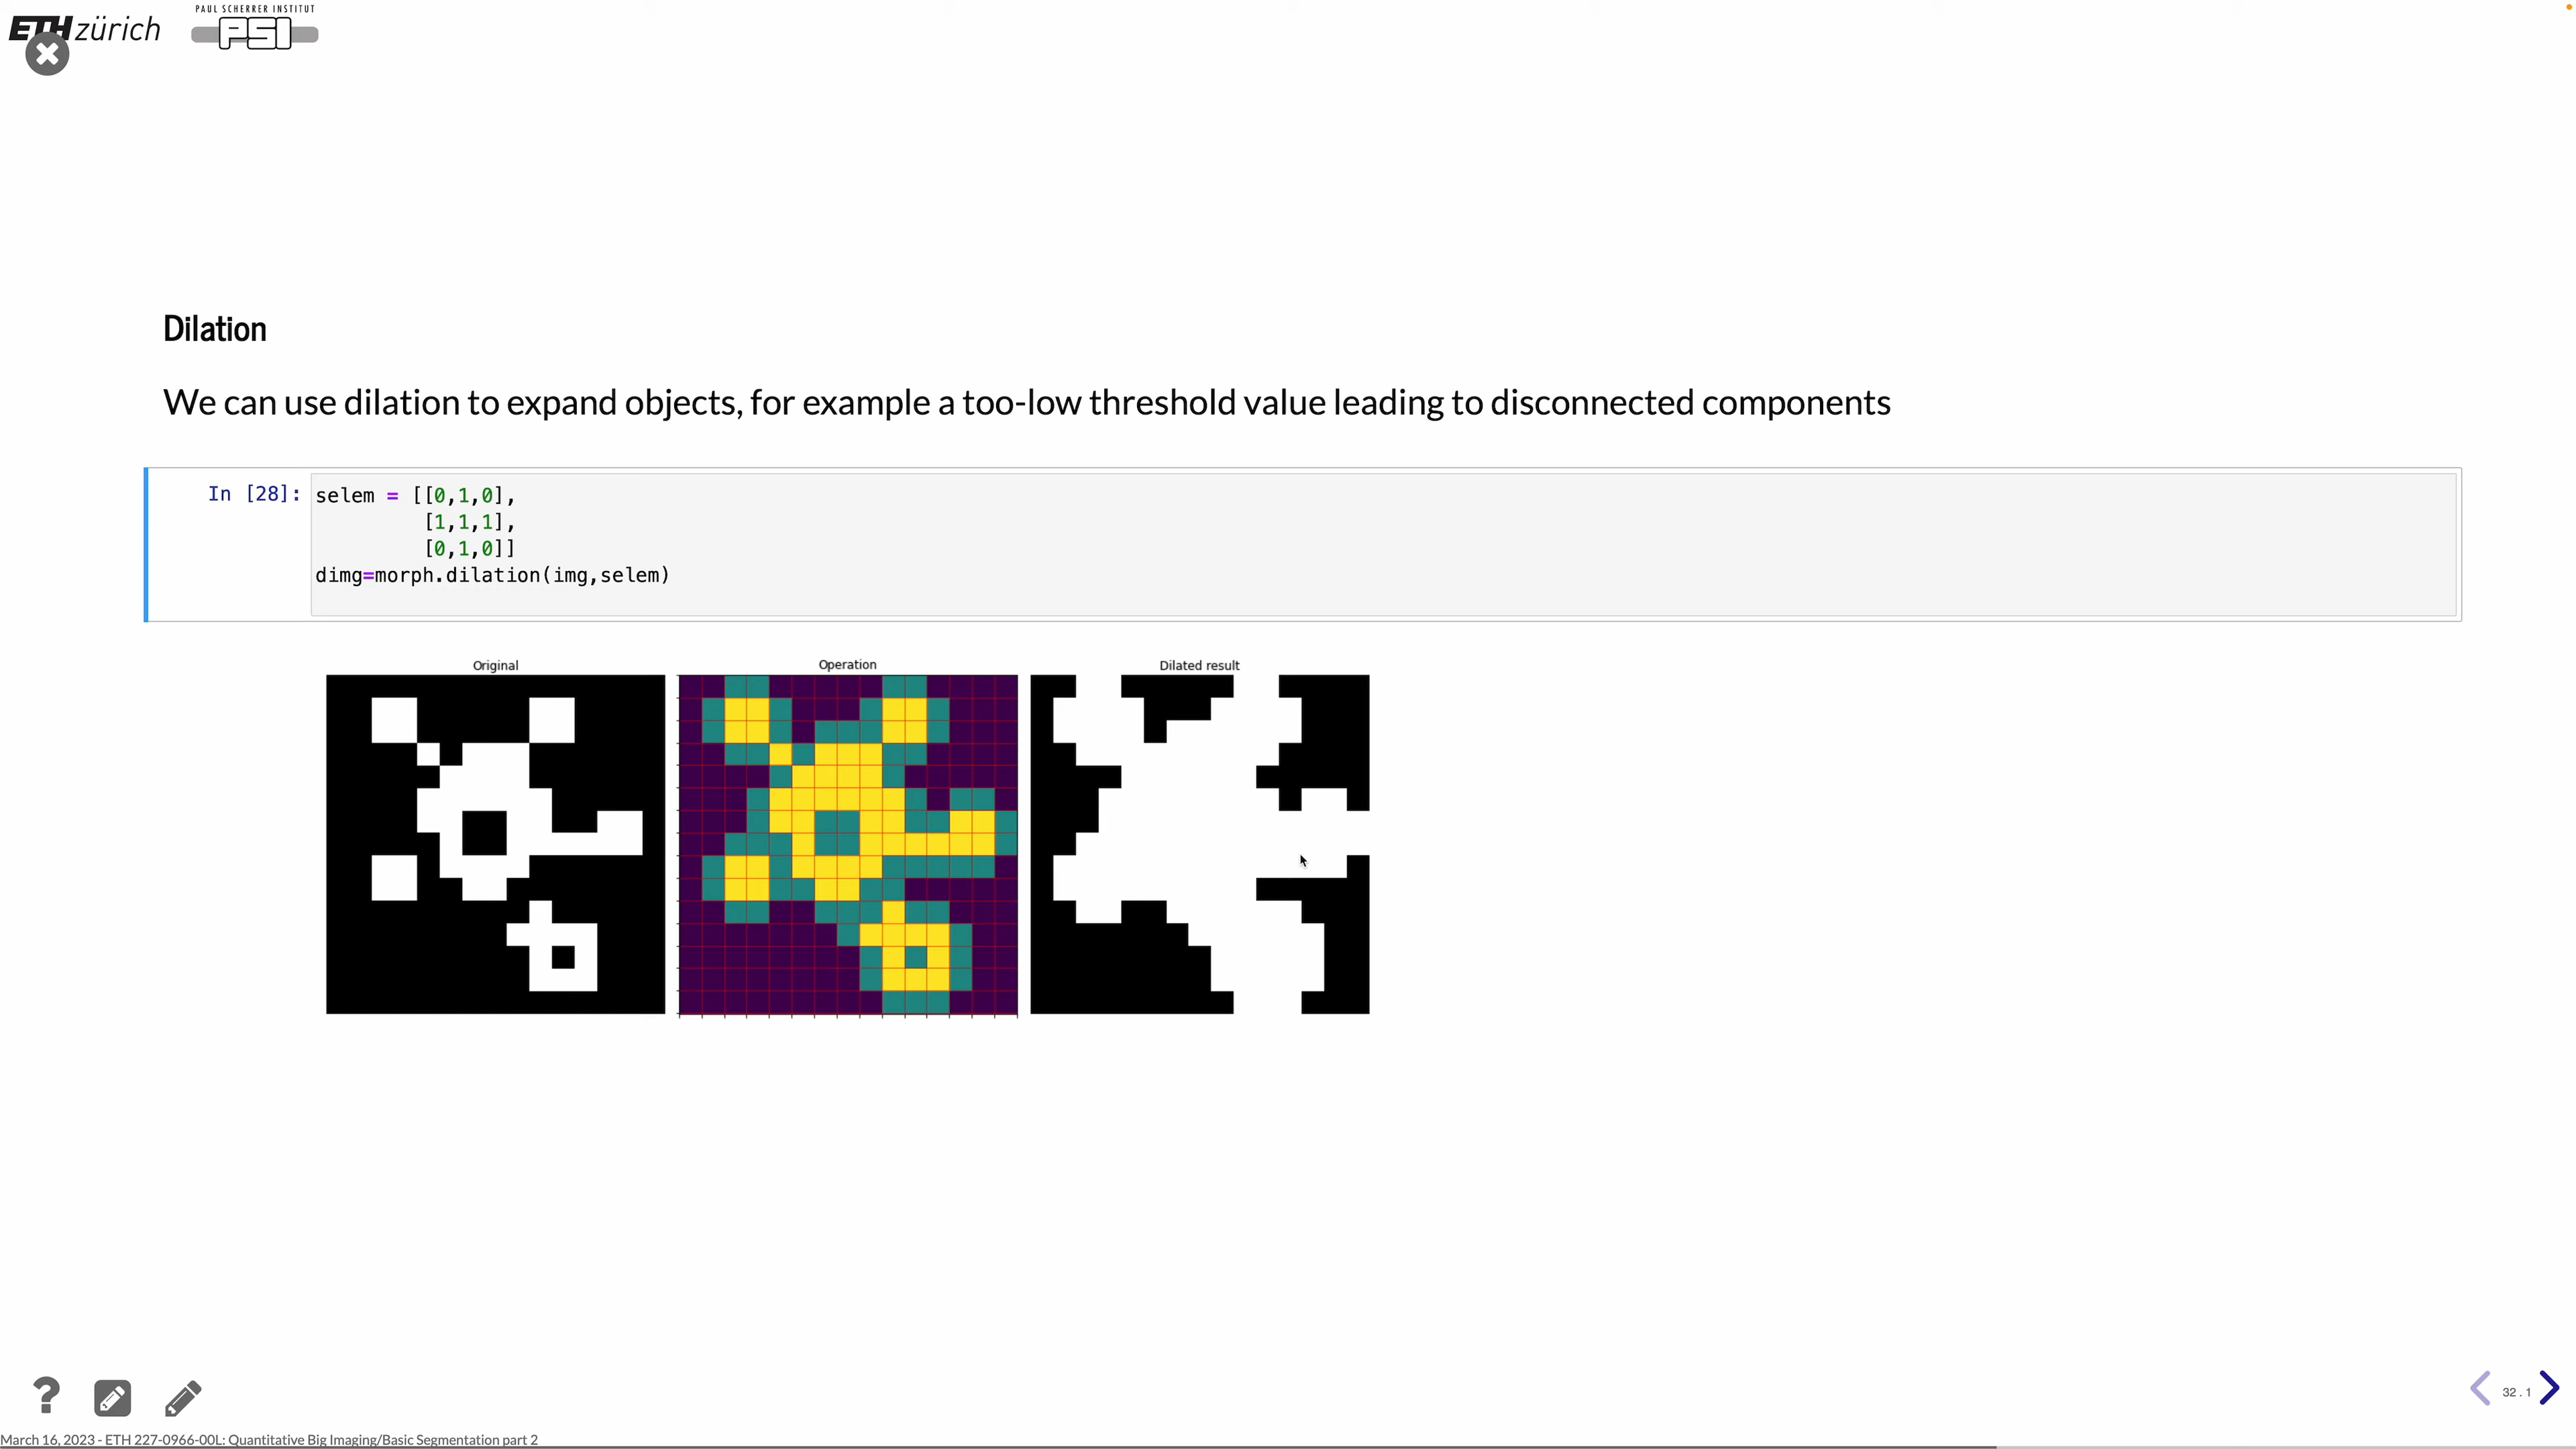 PAUL SCHERRER INSTITUT
ETH zürich
PSI
Dilation
We can use dilation to expand objects, for example a too-low threshold value leading to disconnected components
In [28]: selem = [[0,1,0],
[1,1,1],
[0,1,0]]
dimg=morph.dilation(img,selem)
Original
Operation
Dilated result
32 . 1
March 16, 2023 - ETH 227-0966-00L: Quantitative Big Imaging/Basic Segmentation part 2